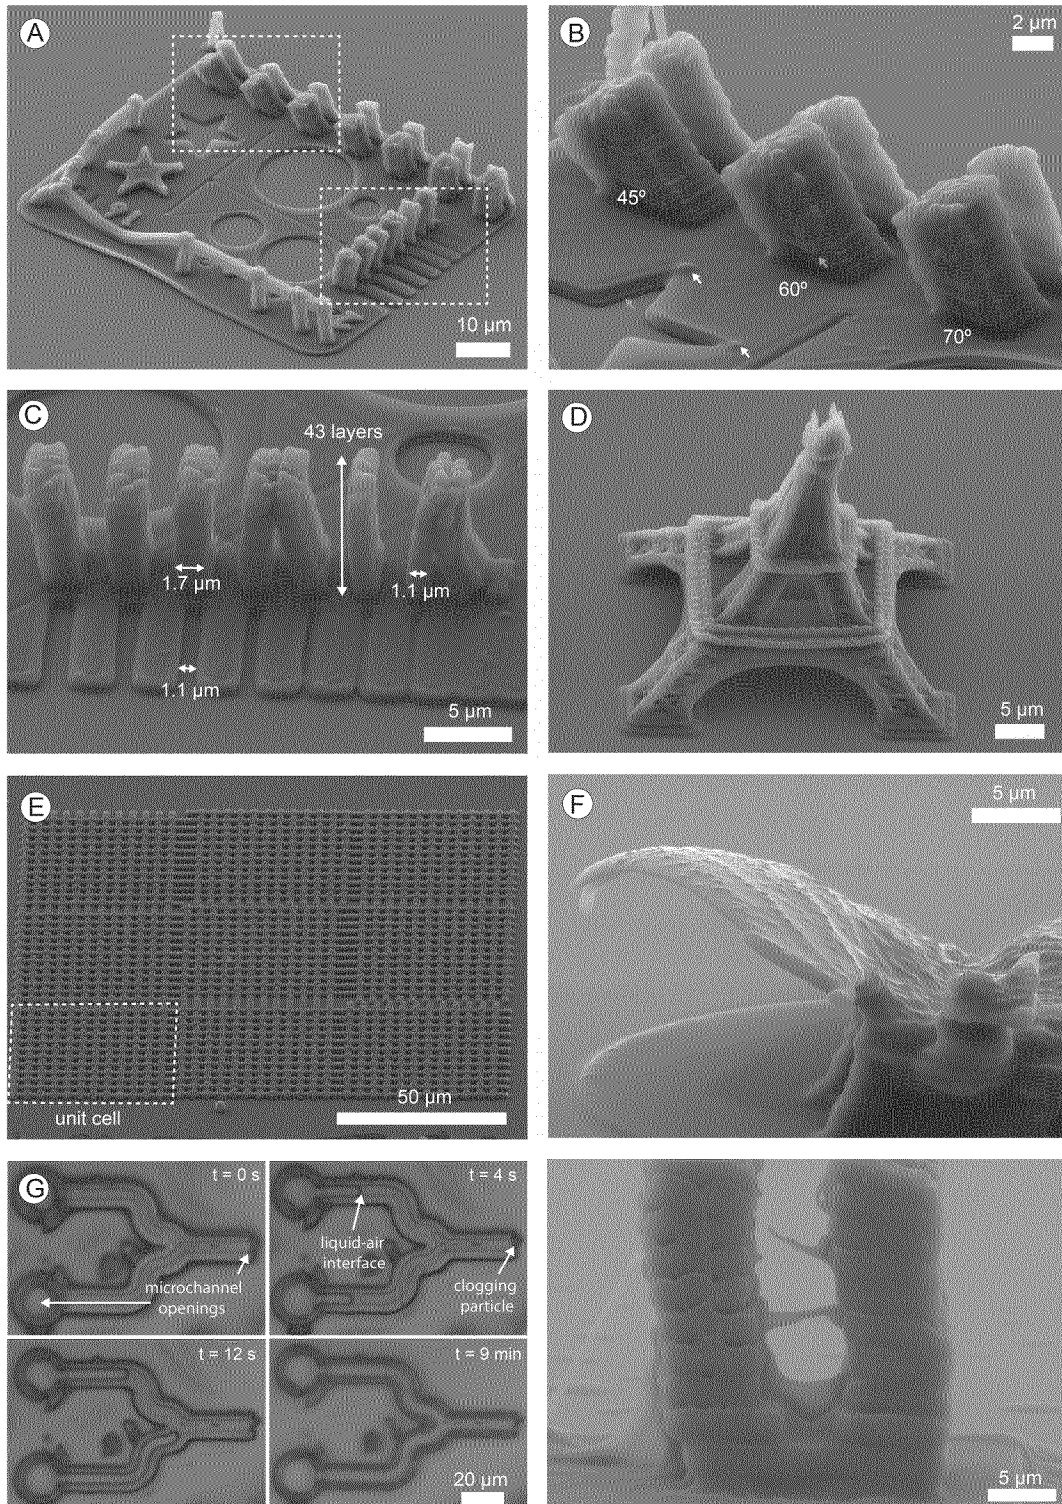 A
10 µm
B
2 µm
45º
60º
70º
C
43 layers
1.7 µm
1.1 µm
1.1 µm
5 µm
D
5 µm
E
50 µm
unit cell
F
5 µm
G
t = 0 s
microchannel
openings
t = 4 s
liquid-air
interface
clogging
particle
t = 12 s
t = 9 min
20 µm
5 µm